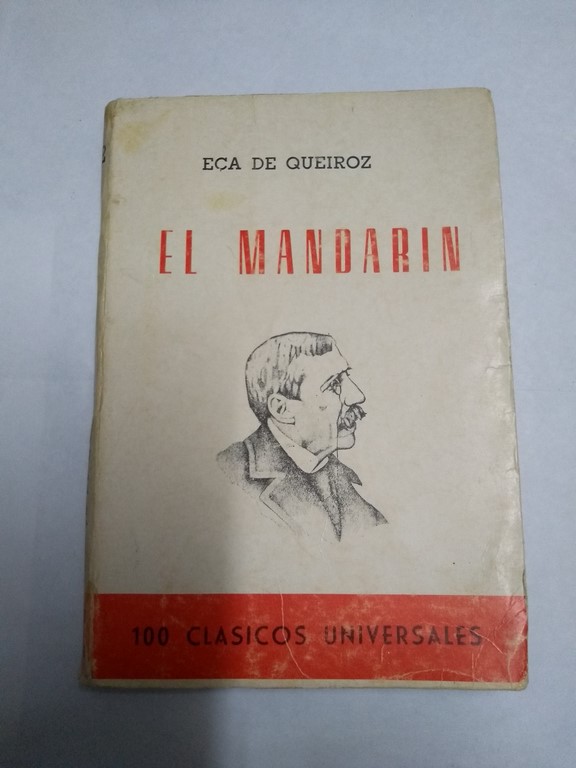 EÇA DE QUEIROZ
EL MANDARIN
100 CLASICOS UNIVERSALES